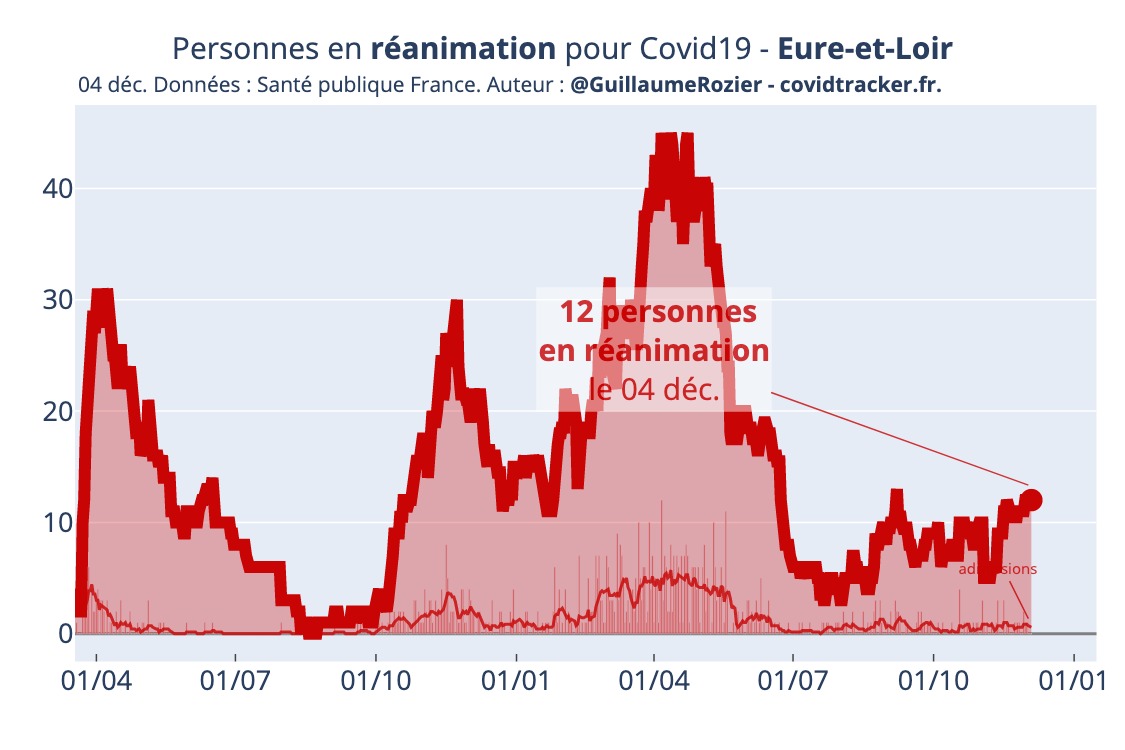 Personnes en réanimation pour Covid19 - Eure-et-Loir
04 déc. Données : Santé publique France. Auteur : @GuillaumeRozier - covidtracker.fr.
40
30
20
10
0
12 personnes
en réanimation
le 04 déc.
admissions
01/04
01/07
01/10
01/01
01/04
01/07
01/10
01/01